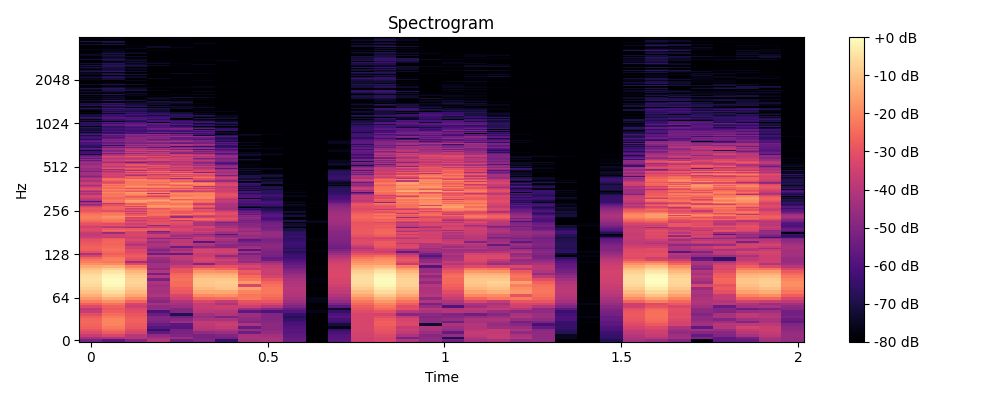 Spectrogram
Hz
2048
1024
512
256
128
64
0
0
0.5
1
1.5
2
Time
+0 dB
-10 dB
-20 dB
-30 dB
-40 dB
-50 dB
-60 dB
-70 dB
-80 dB